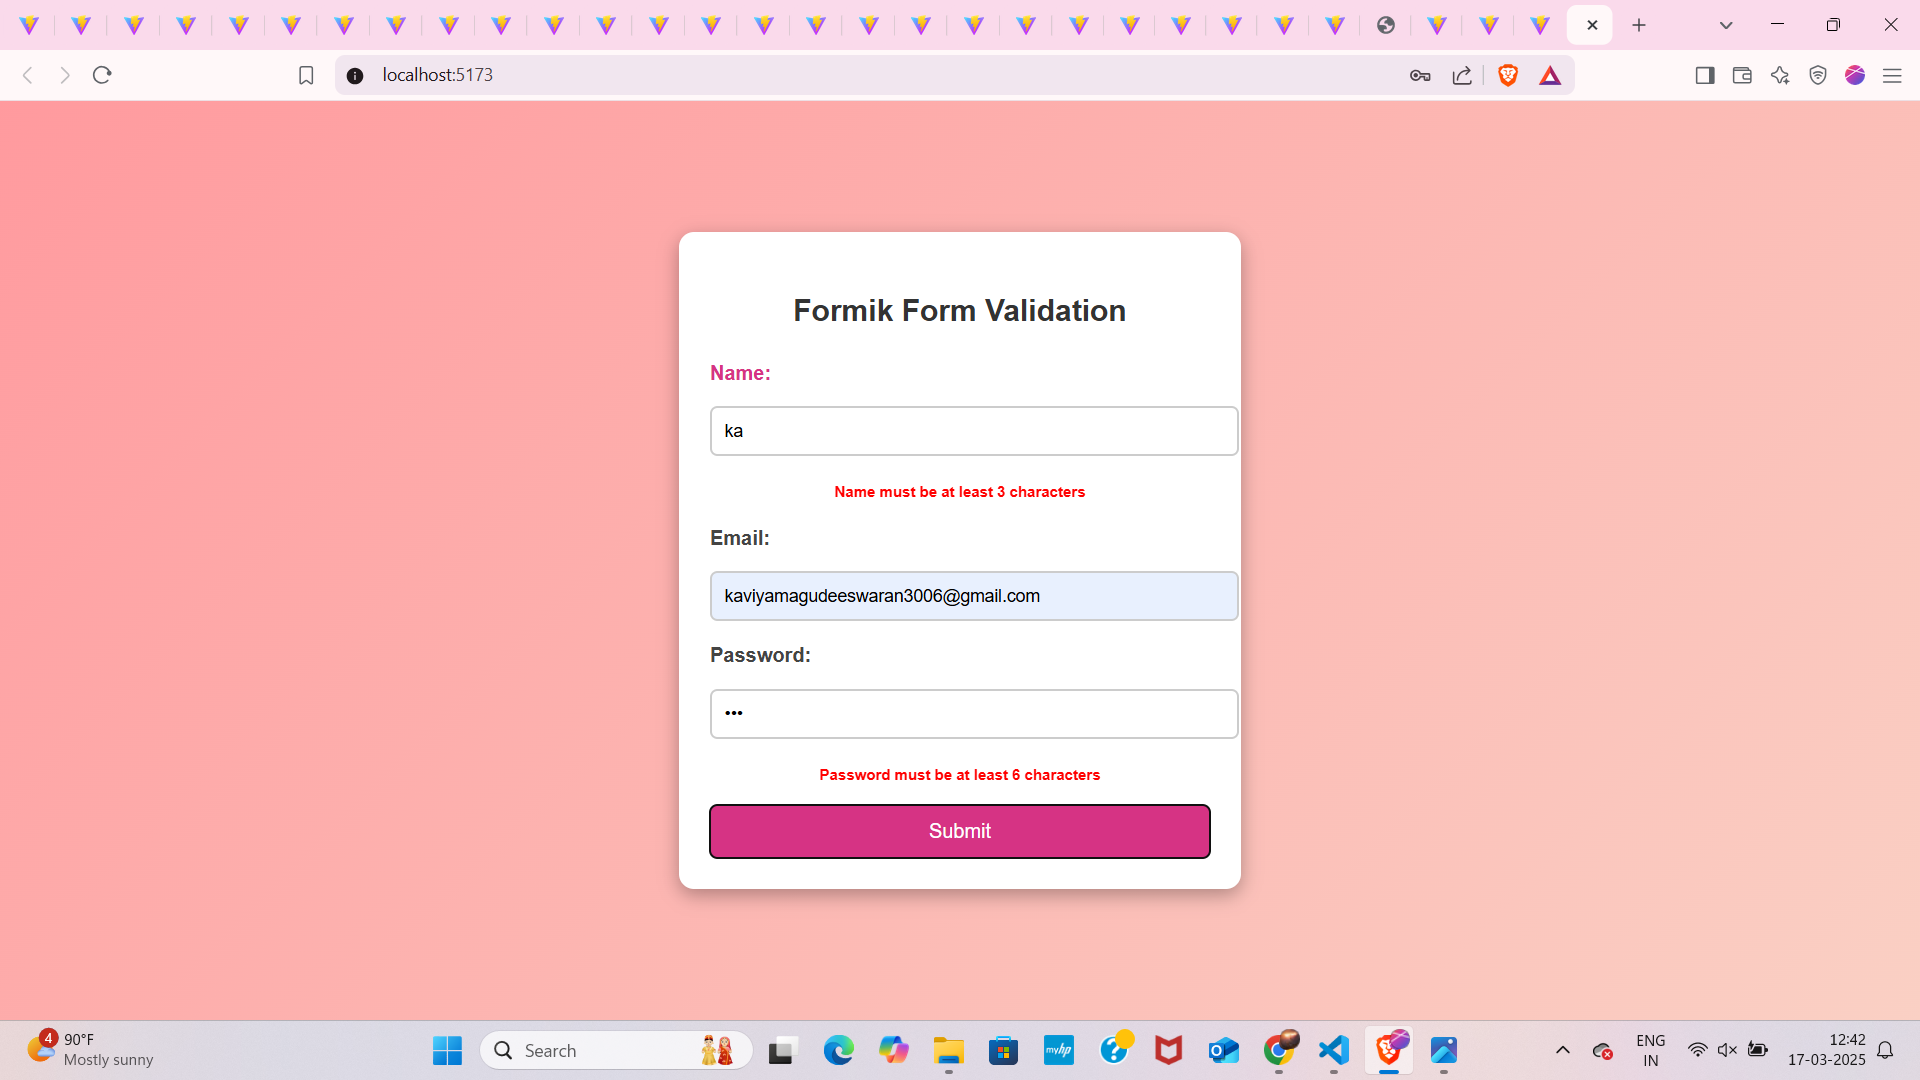 localhost:5173
Formik Form Validation
Name:
ka
Name must be at least 3 characters
Email:
kaviyamagudeeswaran3006@gmail.com
Password:
•••
Password must be at least 6 characters
Submit
4
90°F
Mostly sunny
Search
myhp
ENG
IN
12:42
17-03-2025